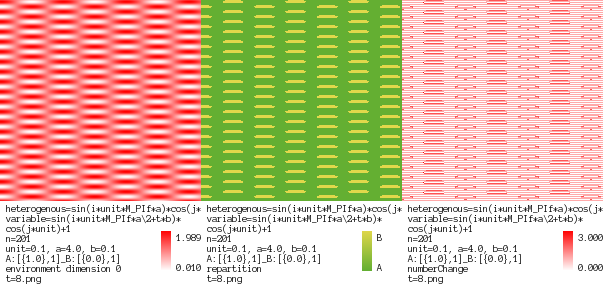 heterogenous=sin(i*unit*M_PIf*a)*cos(j*
variable=sin(i*unit*M_PIf*a\2+t*b)*
cos(j*unit)+1
n=201
unit=0.1, a=4.0, b=0.1
A:[{1.0},1]_B:[{0.0},1]
environment dimension 0
t=8.png
1.989
0.010
heterogenous=sin(i*unit*M_PIf*a)*cos(j*
variable=sin(i*unit*M_PIf*a\2+t*b)*
cos(j*unit)+1
n=201
unit=0.1, a=4.0, b=0.1
A:[{1.0},1]_B:[{0.0},1]
repartition
t=8.png
B
A
heterogenous=sin(i*unit*M_PIf*a)*cos(j*
variable=sin(i*unit*M_PIf*a\2+t*b)*
cos(j*unit)+1
n=201
unit=0.1, a=4.0, b=0.1
A:[{1.0},1]_B:[{0.0},1]
numberChange
t=8.png
3.000
0.000